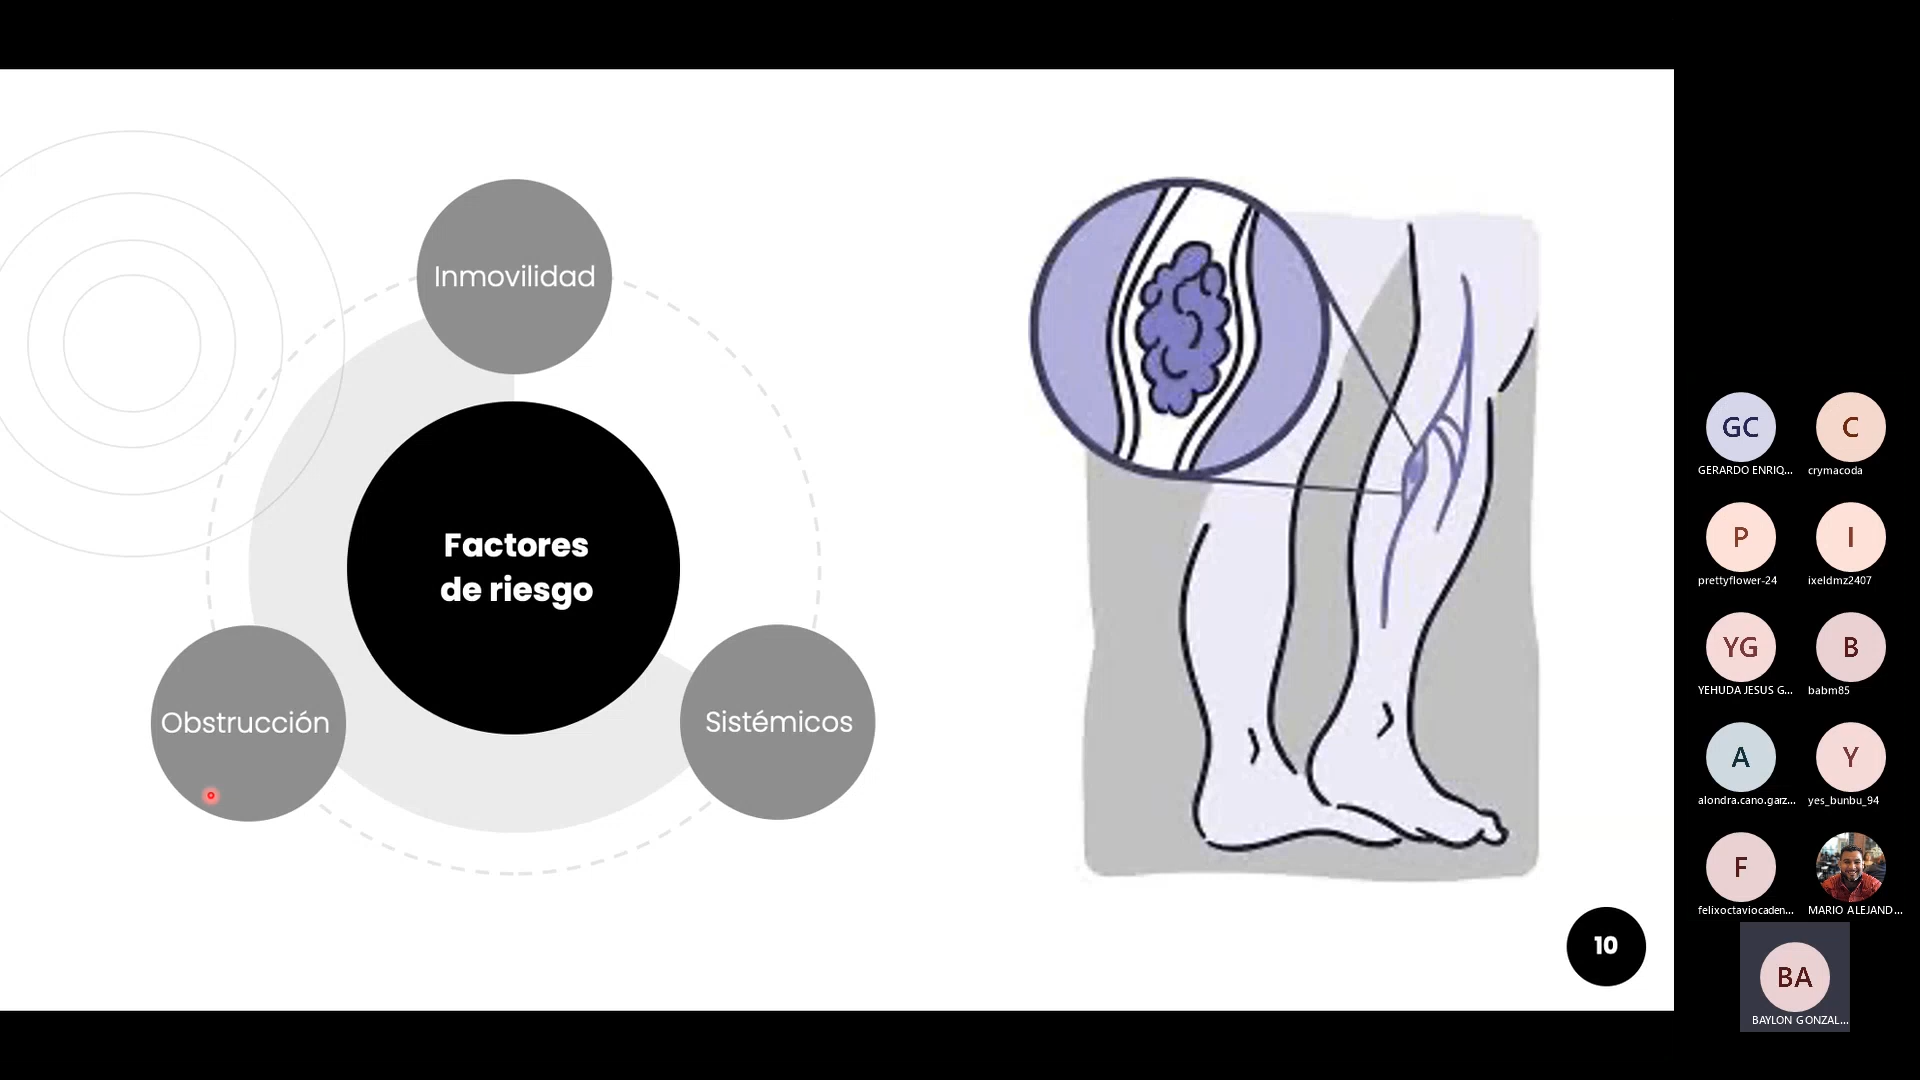 Inmovilidad
Factores
de riesgo
Obstrucción
Sistémicos
10
GC
GERARDO ENRIQ...
C
crymacoda
P
prettyflower-24
I
ixeldmz2407
YG
YEHUDA JESUS G...
B
babm85
A
alondra.cano.garz...
Y
yes_bunbu_94
F
felixoctaviocaden...
MARIO ALEJAND...
BA
BAYLON GONZAL...